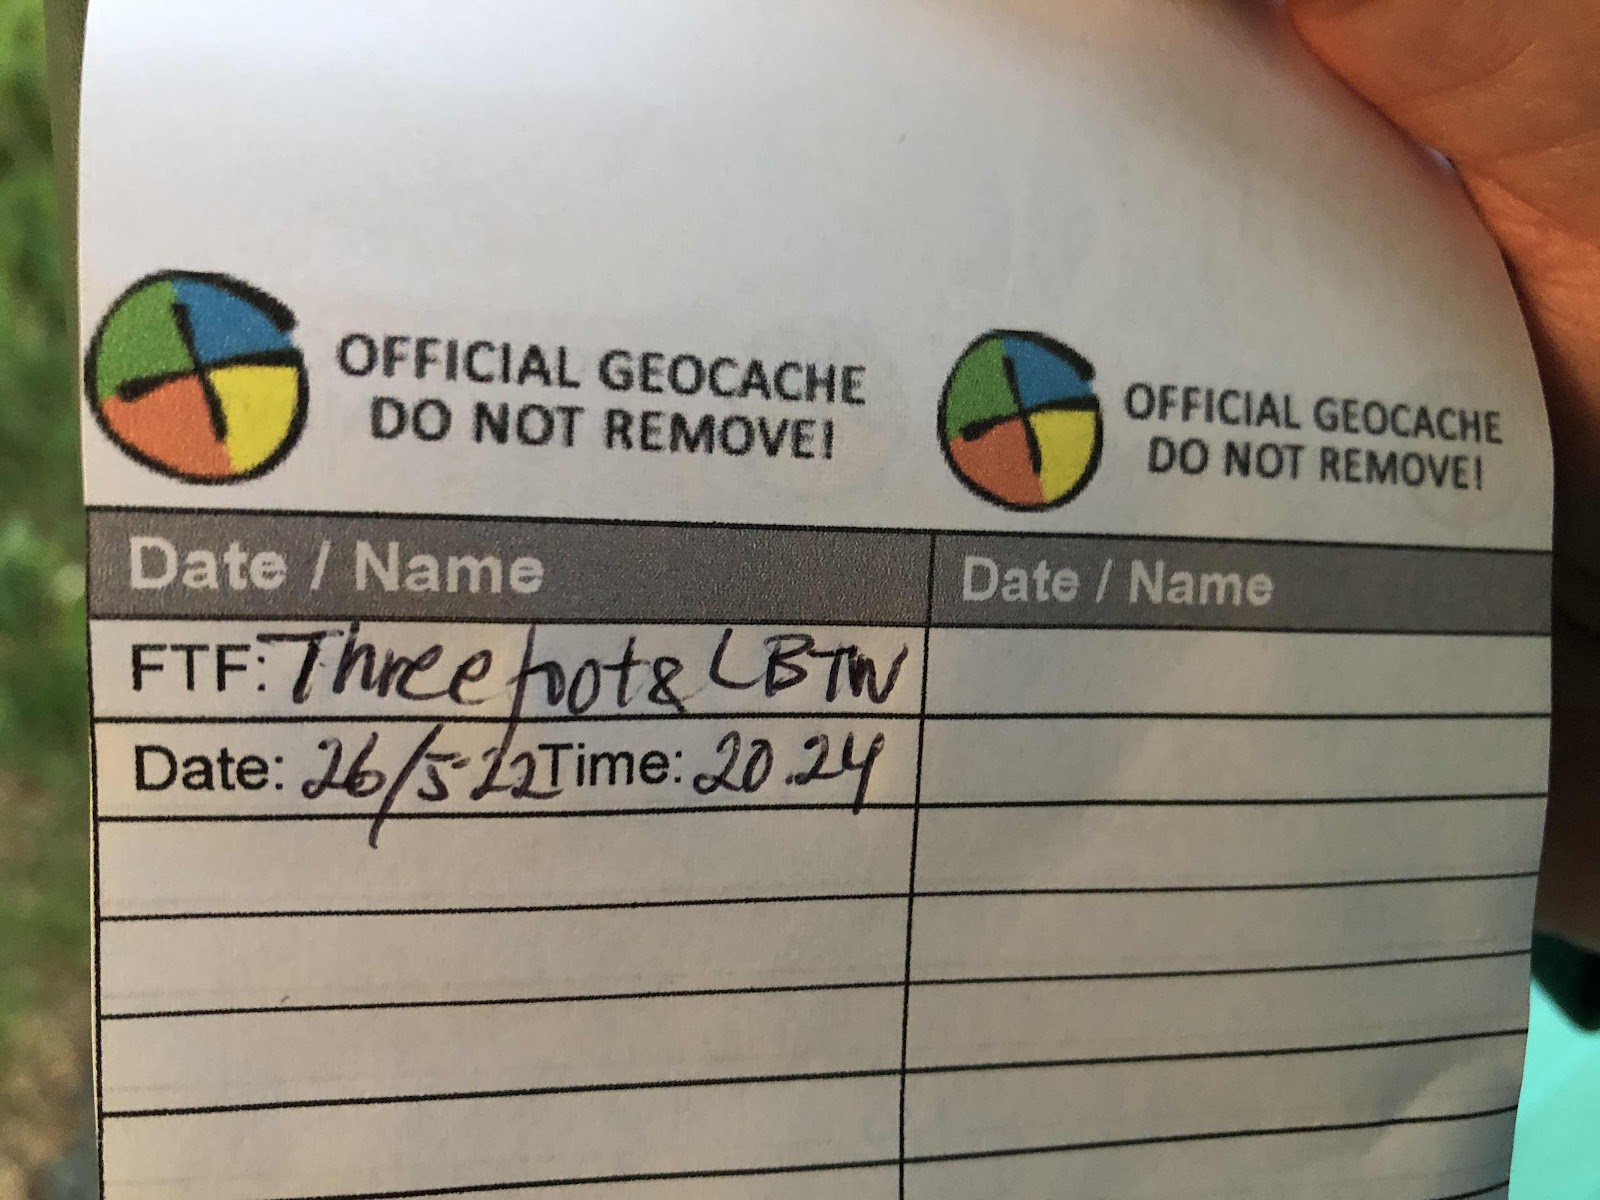 OFFICIAL GEOCACHE
DO NOT REMOVE!
OFFICIAL GEOCACHE
DO NOT REMOVE!
Date / Name
Date / Name
FTF: Threefoot & LBTW
Date: 26/5-22 Time: 20.24